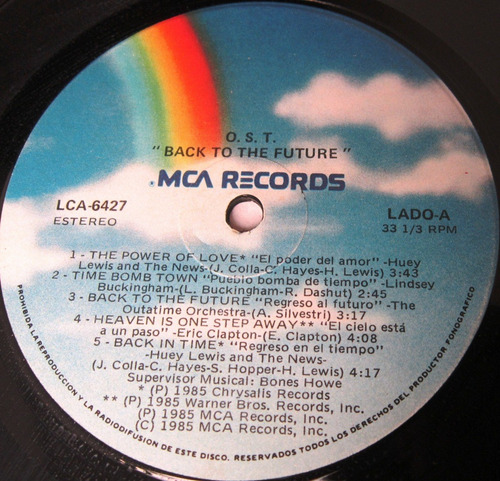 O. S. T.
"BACK TO THE FUTURE"
MCA RECORDS
LCA-6427
ESTEREO
LADO-A
33 1/3 RPM
1 - THE POWER OF LOVE* "El poder del amor" -Huey
Lewis and The News-(J. Colla-C. Hayes-H. Lewis) 3:43
2 - TIME BOMB TOWN "Pueblo bomba de tiempo" -Lindsey
Buckingham-(L. Buckingham-R. Dashut) 2:45
3 - BACK TO THE FUTURE "Regreso al futuro" -The
Outatime Orchestra-(A. Silvestri) 3:17
4 - HEAVEN IS ONE STEP AWAY** "El cielo está
a un paso" -Eric Clapton-(E. Clapton) 4:08
5 - BACK IN TIME* "Regreso en el tiempo"
-Huey Lewis and The News-
(J. Colla-C. Hayes-S. Hopper-H. Lewis) 4:17
Supervisor Musical: Bones Howe
* (P) 1985 Chrysalis Records
** (P) 1985 Warner Bros. Records, Inc.
(P) 1985 MCA Records, Inc.
(C) 1985 MCA Records, Inc.
PROHIBIDA LA REPRODUCCION Y LA RADIODIFUSION DE ESTE DISCO. RESERVADOS TODOS LOS DERECHOS DEL PRODUCTOR FONOGRAFICO